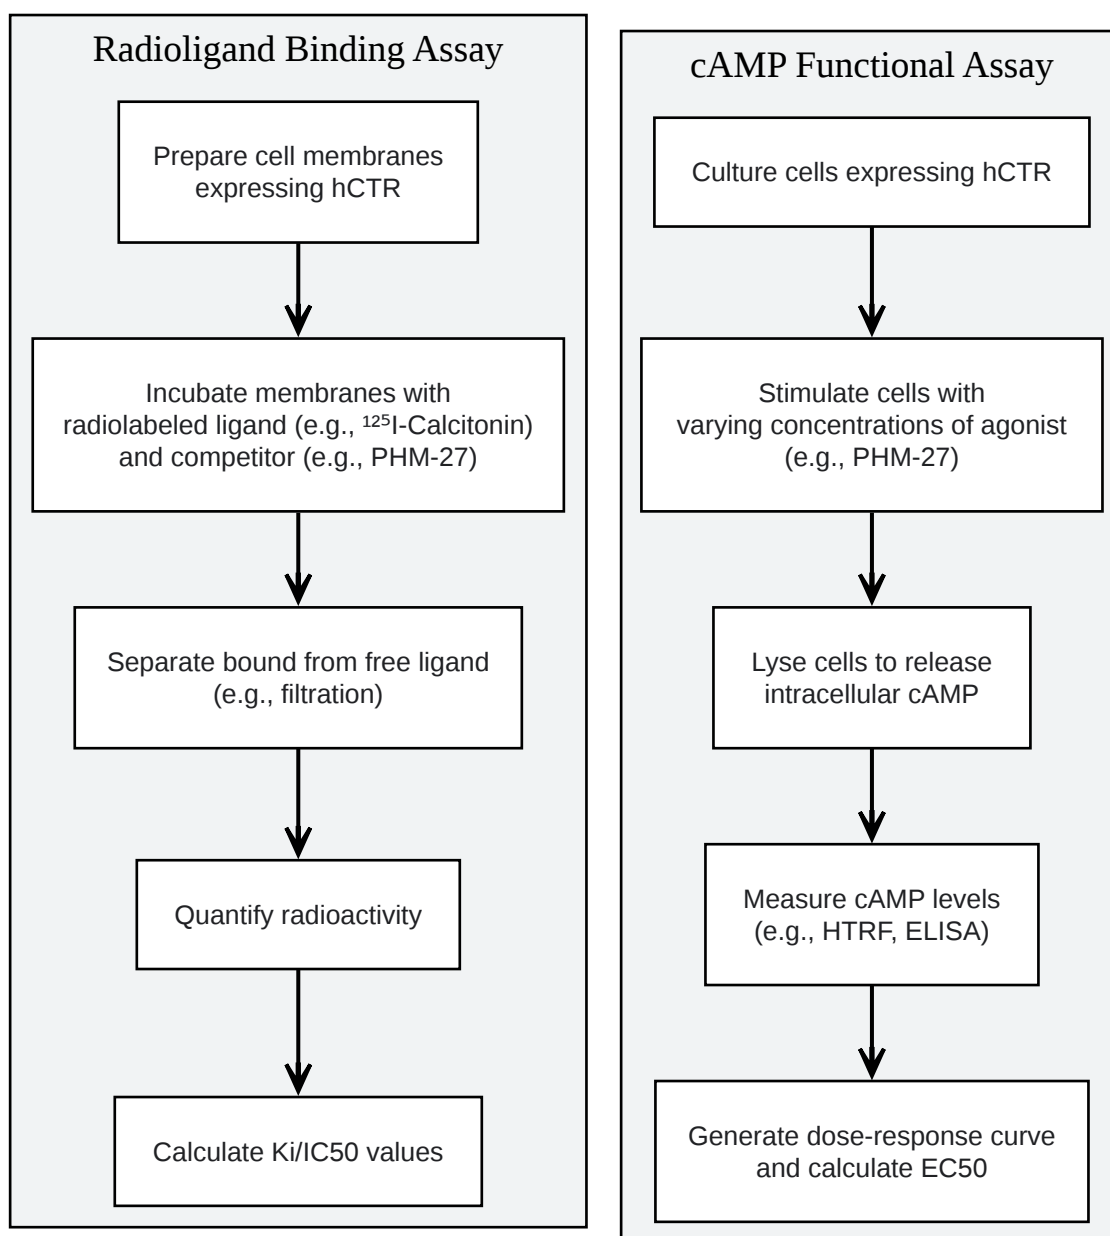 Radioligand Binding Assay
Prepare cell membranes
expressing hCTR
Incubate membranes with
radiolabeled ligand (e.g., ¹²⁵I-Calcitonin)
and competitor (e.g., PHM-27)
Separate bound from free ligand
(e.g., filtration)
Quantify radioactivity
Calculate Ki/IC50 values
cAMP Functional Assay
Culture cells expressing hCTR
Stimulate cells with
varying concentrations of agonist
(e.g., PHM-27)
Lyse cells to release
intracellular cAMP
Measure cAMP levels
(e.g., HTRF, ELISA)
Generate dose-response curve
and calculate EC50